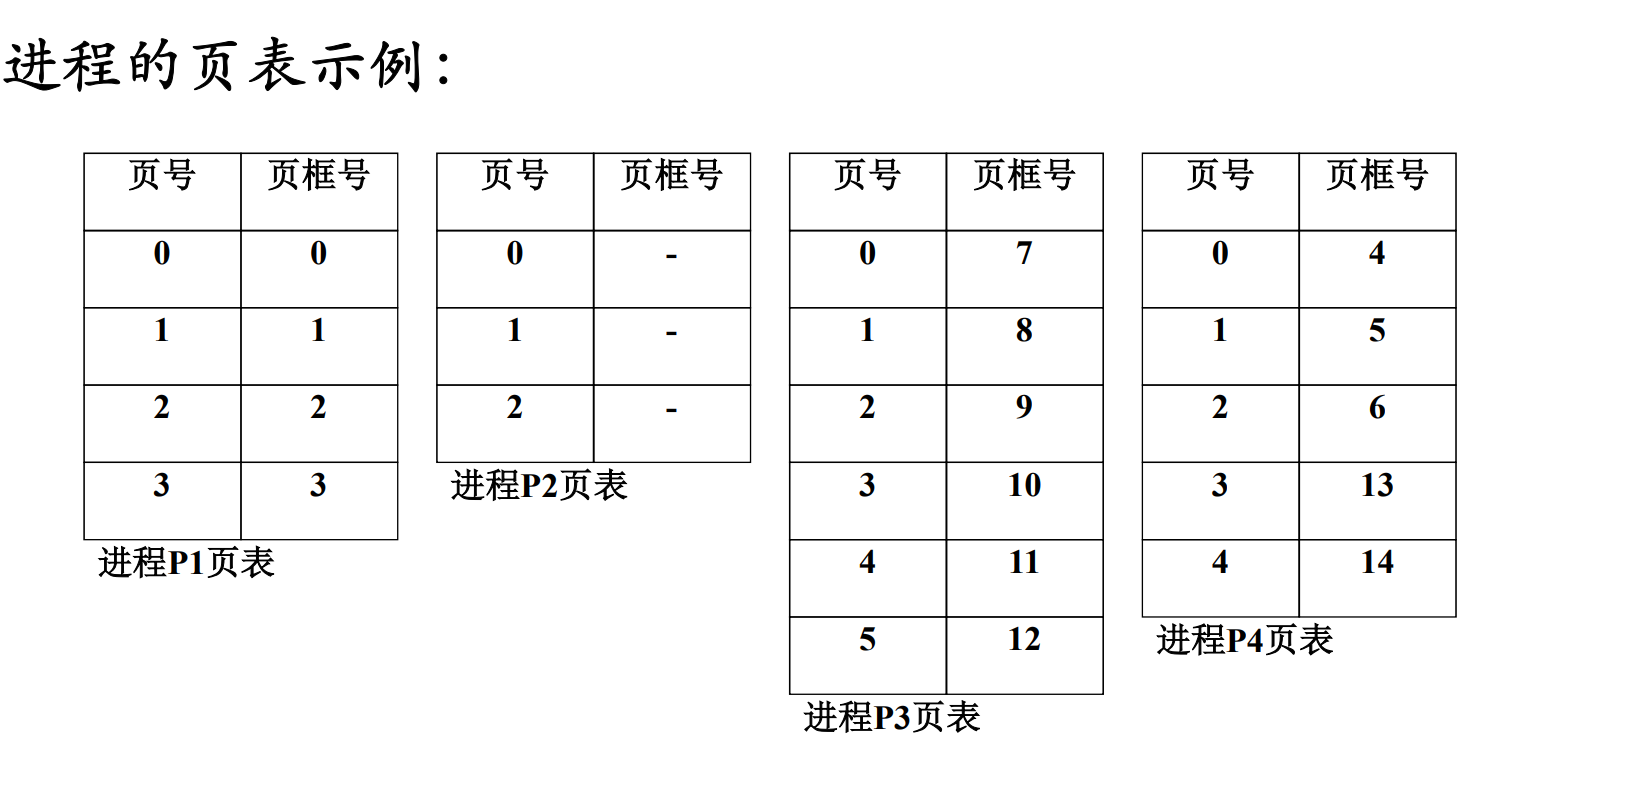 进程的页表示例：
页号 页框号 页号 页框号 页号 页框号 页号 页框号
0 0 0 - 0 7 0 4
1 1 1 - 1 8 1 5
2 2 2 - 2 9 2 6
3 3 进程P2页表 3 10 3 13
进程P1页表 4 11 4 14
5 12 进程P4页表
进程P3页表